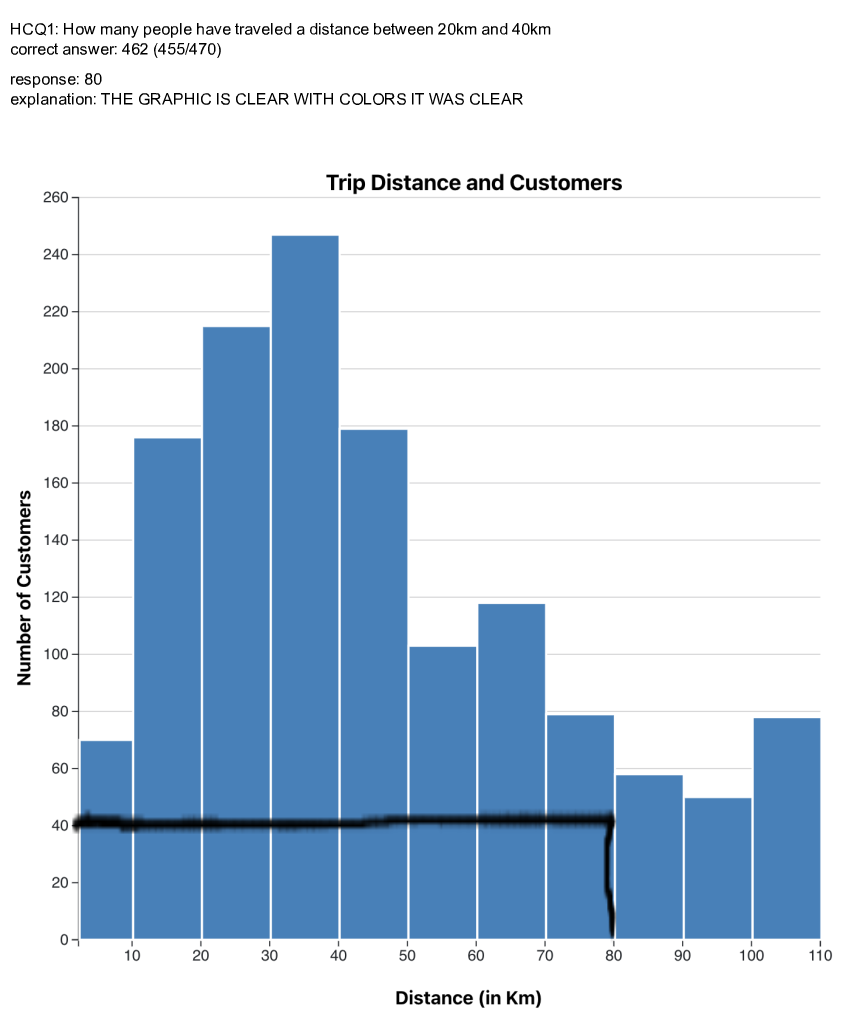 HCQ1: How many people have traveled a distance between 20km and 40km
correct answer: 462 (455/470)
response: 80
explanation: THE GRAPHIC IS CLEAR WITH COLORS IT WAS CLEAR
Trip Distance and Customers
260
240
220
200
180
160
140
120
100
80
60
40
20
0
Number of Customers
10 20 30 40 50 60 70 80 90 100 110
Distance (in Km)